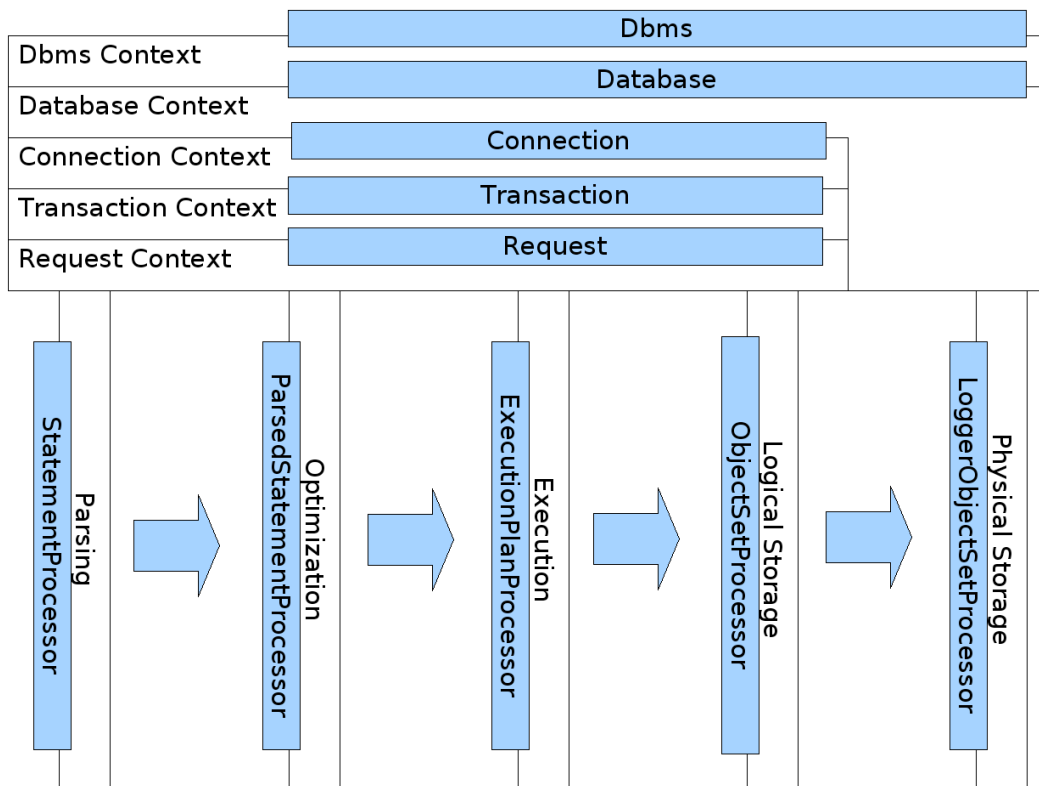 Dbms
Dbms Context
Database
Database Context
Connection
Connection Context
Transaction
Transaction Context
Request
Request Context
StatementProcessor
Parsing
ParsedStatementProcessor
Optimization
ExecutionPlanProcessor
Execution
ObjectSetProcessor
Logical Storage
LoggerObjectSetProcessor
Physical Storage